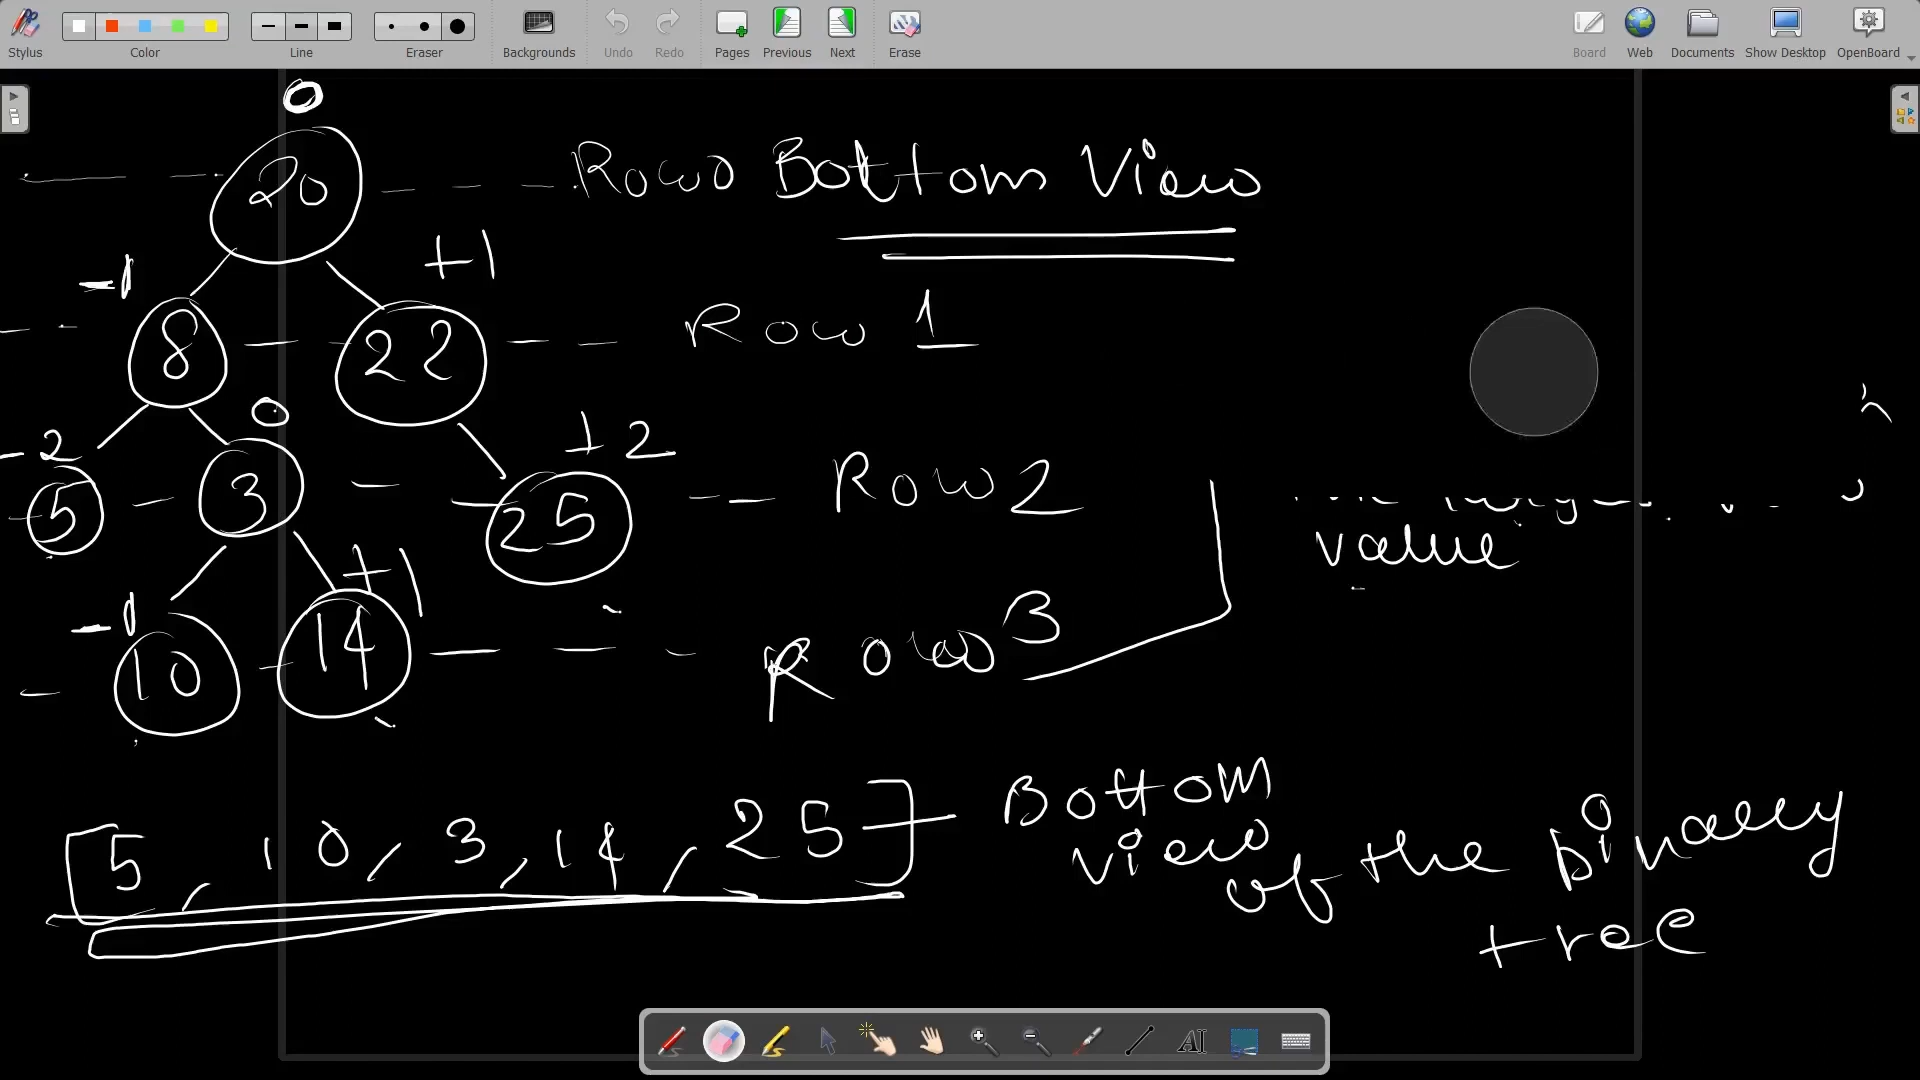 Stylus Color Line Eraser Backgrounds Undo Redo Pages Previous Next Erase Board Web Documents Show Desktop OpenBoard
0
20 Row 0 Bottom View
-1 +1
8 22 Row 1
0
-2 +2
5 3 25 Row 2
value
-1 +1
10 14 Row 3
[5, 10, 3, 14, 25] Bottom
view of the binary
tree